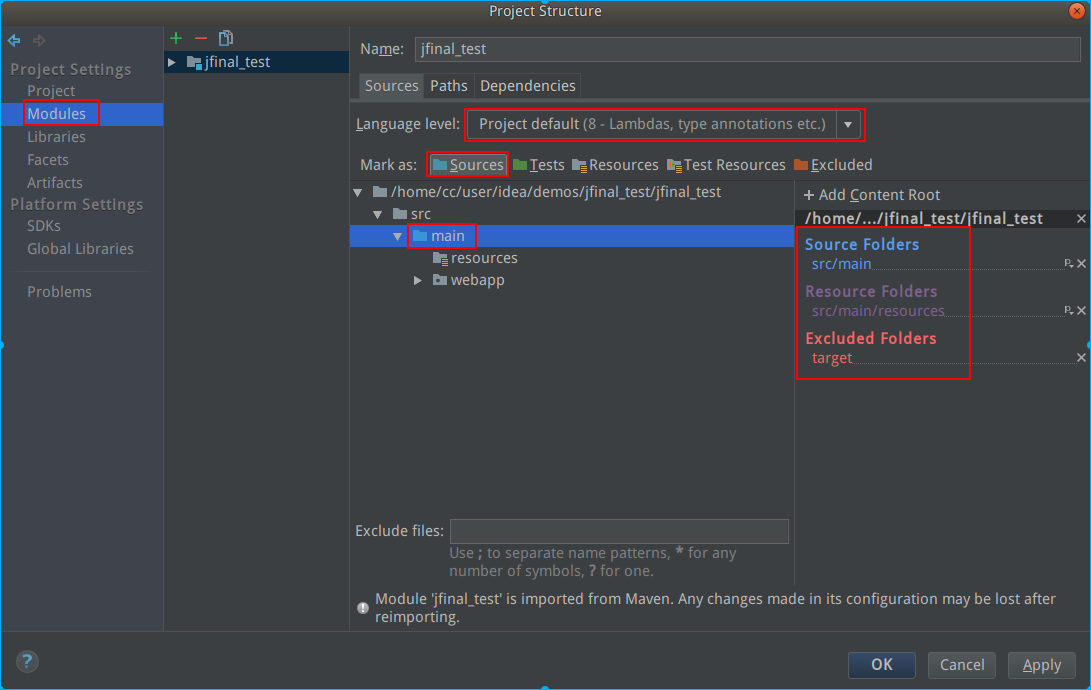 Project Structure
Project Settings
Project
Modules
Libraries
Facets
Artifacts
Platform Settings
SDKs
Global Libraries
Problems
jfinal_test
Name: jfinal_test
Sources Paths Dependencies
Language level: Project default (8 - Lambdas, type annotations etc.)
Mark as: Sources Tests Resources Test Resources Excluded
/home/cc/user/idea/demos/jfinal_test/jfinal_test
src
main
resources
webapp
+ Add Content Root
/home/.../jfinal_test/jfinal_test
Source Folders
src/main
Resource Folders
src/main/resources
Excluded Folders
target
Exclude files:
Use ; to separate name patterns, * for any
number of symbols, ? for one.
Module 'jfinal_test' is imported from Maven. Any changes made in its configuration may be lost after
reimporting.
?
OK Cancel Apply